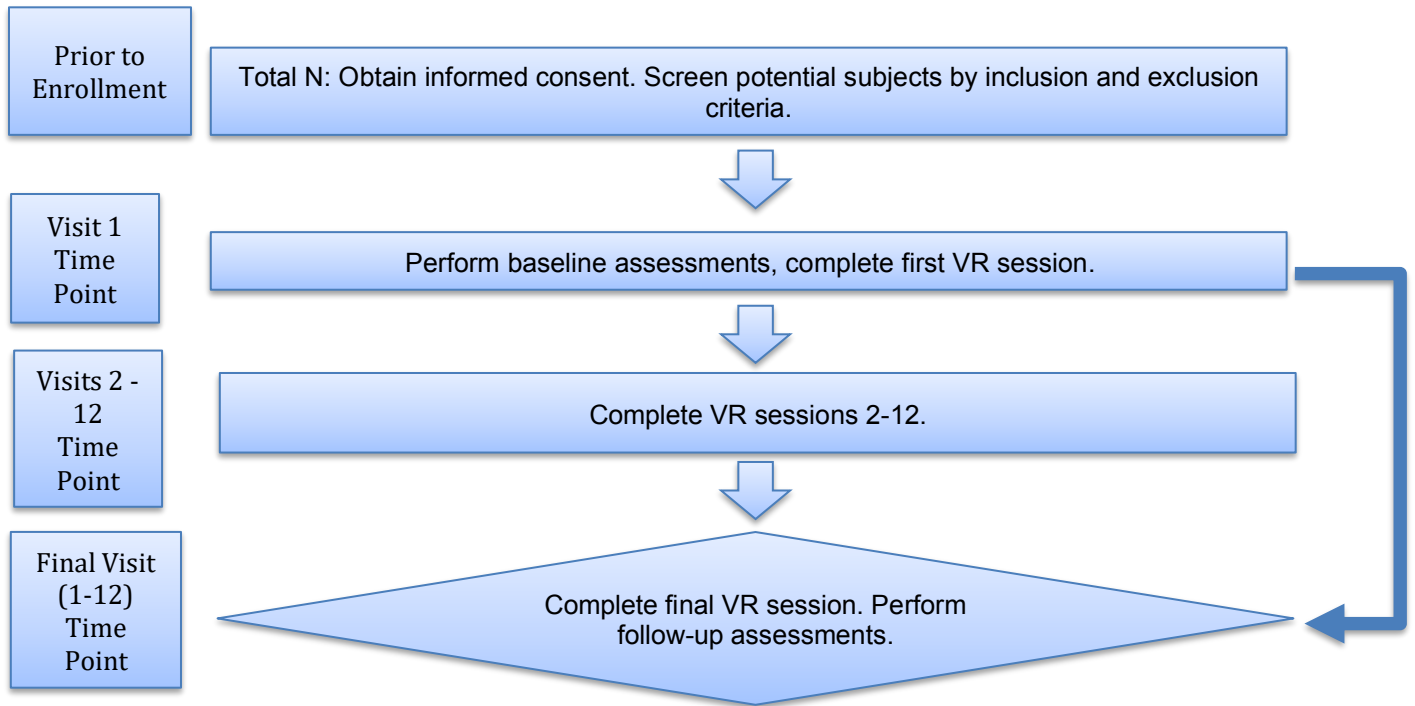 Prior to
Enrollment
Total N: Obtain informed consent. Screen potential subjects by inclusion and exclusion
criteria.
Visit 1
Time
Point
Perform baseline assessments, complete first VR session.
Visits 2 -
12
Time
Point
Complete VR sessions 2-12.
Final Visit
(1-12)
Time
Point
Complete final VR session. Perform
follow-up assessments.